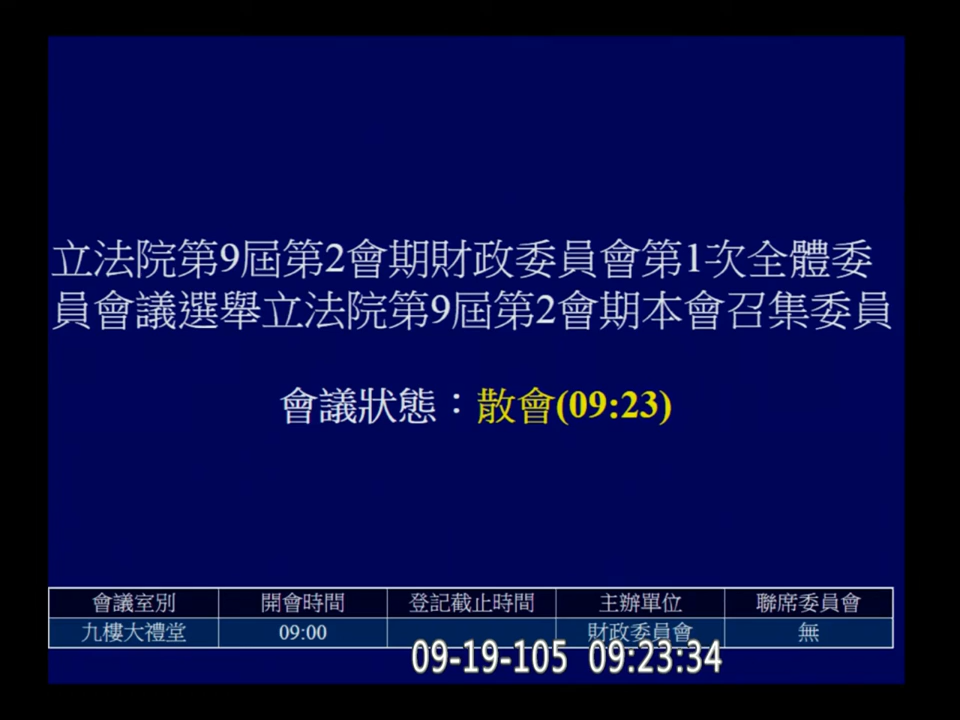 立法院第9屆第2會期財政委員會第1次全體委
員會議選舉立法院第9屆第2會期本會召集委員
會議狀態：散會(09:23)
會議室別 開會時間 登記截止時間 主辦單位 聯席委員會
九樓大禮堂 09:00 財政委員會 無
09-19-105 09:23:34